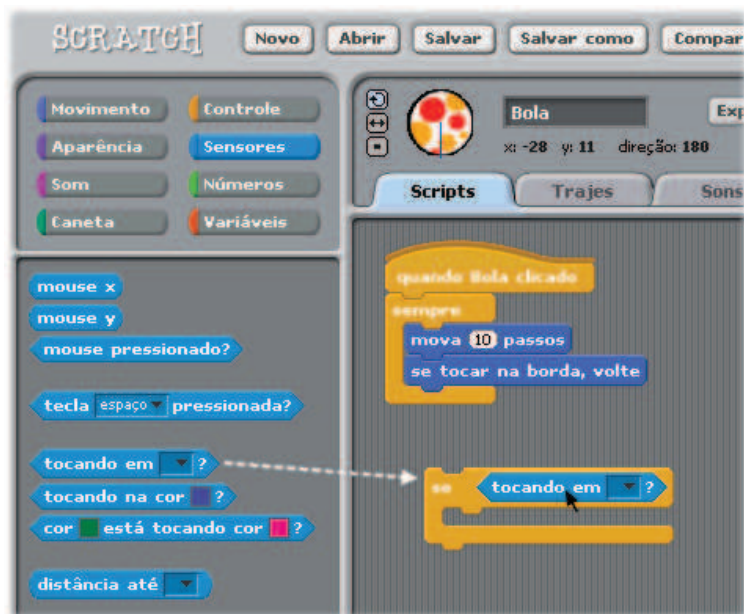 SCRATCH
Novo
Abrir
Salvar
Salvar como
Compar
Movimento
Controle
Aparência
Sensores
Som
Números
Caneta
Variáveis
Bola
Exp
x: -28 y: 11 direção: 180
Scripts
Trajes
Sons
mouse x
mouse y
mouse pressionado?
tecla espaço pressionada?
tocando em ?
tocando na cor ?
cor está tocando cor ?
distância até
quando Bola clicado
sempre
mova 10 passos
se tocar na borda, volte
se tocando em ?